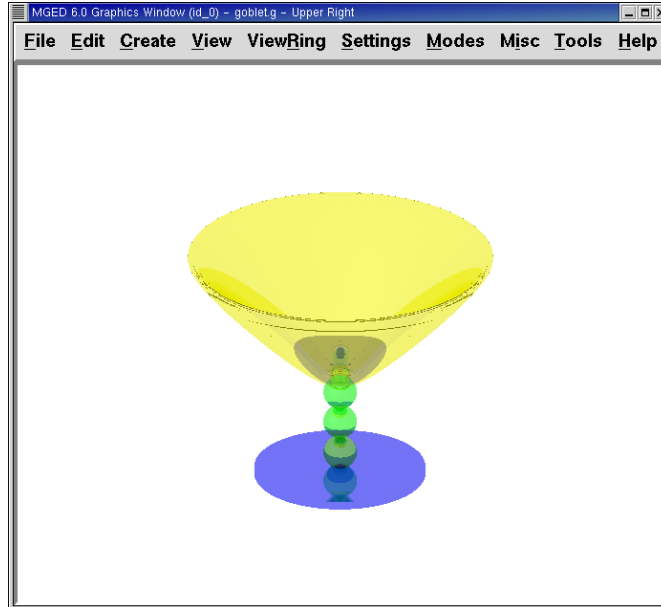 MGED 6.0 Graphics Window (id_0) - goblet.g - Upper Right
File Edit Create View ViewRing Settings Modes Misc Tools Help